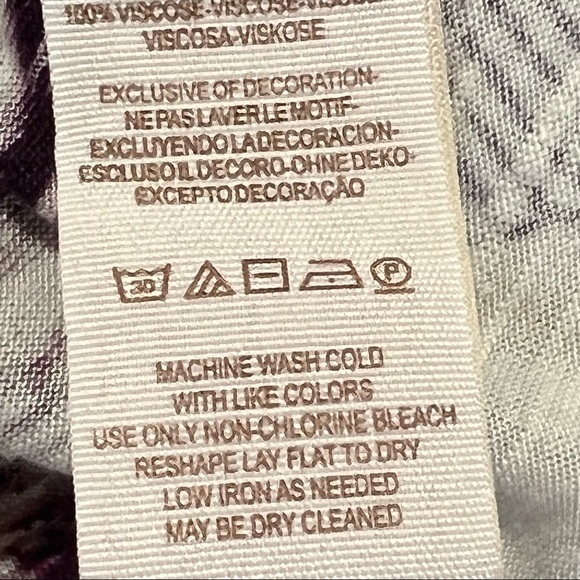 100% VISCOSE-VISCOSE-VISCOSE
VISCOSA-VISKOSE
EXCLUSIVE OF DECORATION-
NE PAS LAVER LE MOTIF-
EXCLUYENDO LA DECORACION-
ESCLUSO IL DECORO-OHNE DEKO-
EXCEPTO DECORAÇÃO
30 P
MACHINE WASH COLD
WITH LIKE COLORS
USE ONLY NON-CHLORINE BLEACH
RESHAPE LAY FLAT TO DRY
LOW IRON AS NEEDED
MAY BE DRY CLEANED